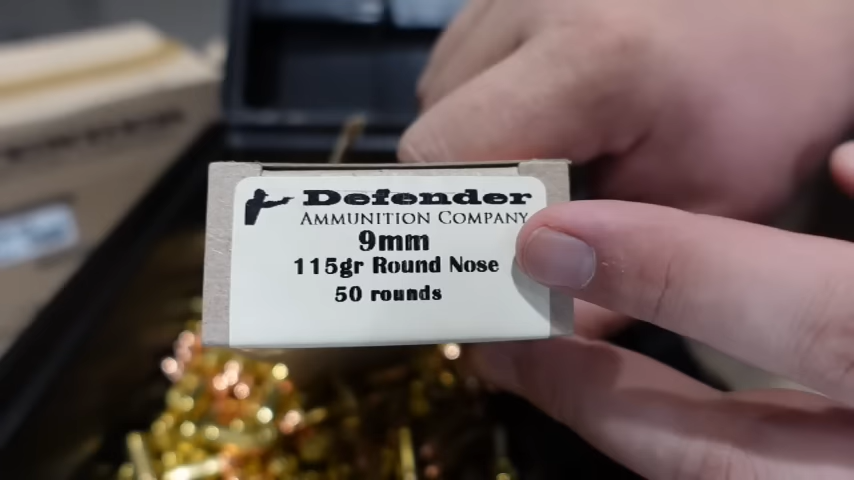 Defender
AMMUNITION COMPANY
9mm
115gr Round Nose
50 rounds